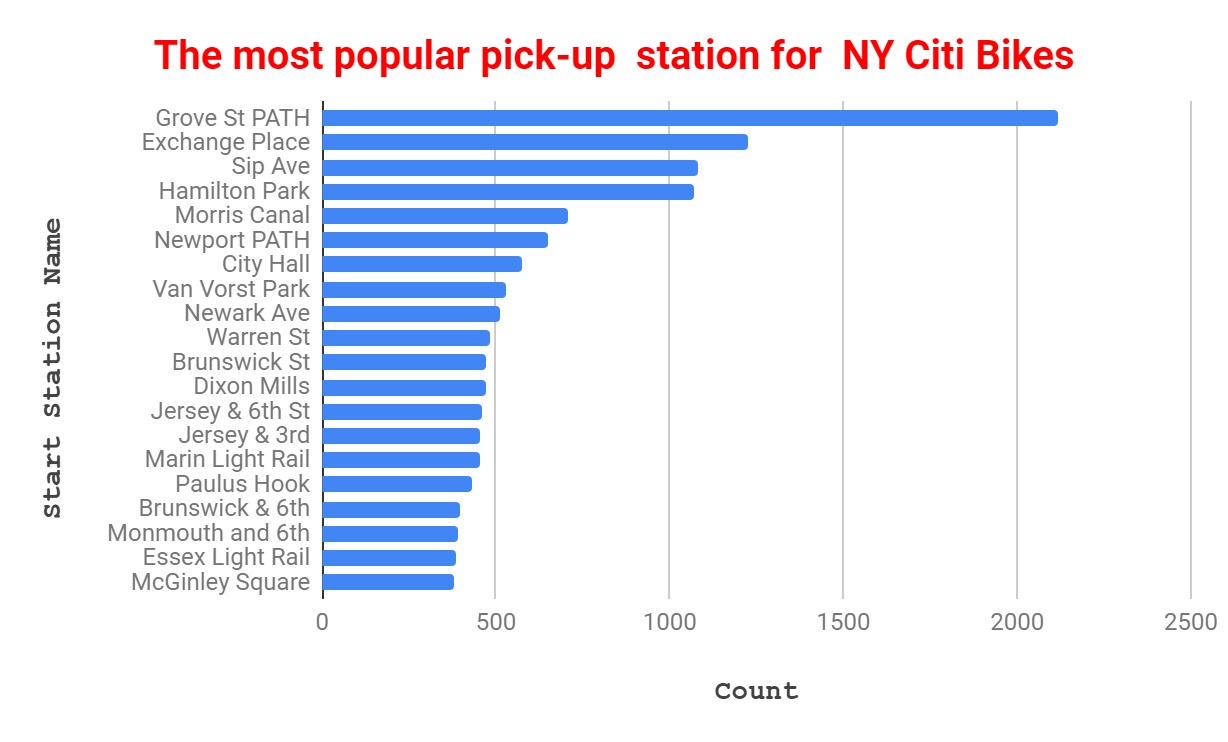 The most popular pick-up  station for  NY Citi Bikes
Start Station Name
Grove St PATH
Exchange Place
Sip Ave
Hamilton Park
Morris Canal
Newport PATH
City Hall
Van Vorst Park
Newark Ave
Warren St
Brunswick St
Dixon Mills
Jersey & 6th St
Jersey & 3rd
Marin Light Rail
Paulus Hook
Brunswick & 6th
Monmouth and 6th
Essex Light Rail
McGinley Square
0 500 1000 1500 2000 2500
Count